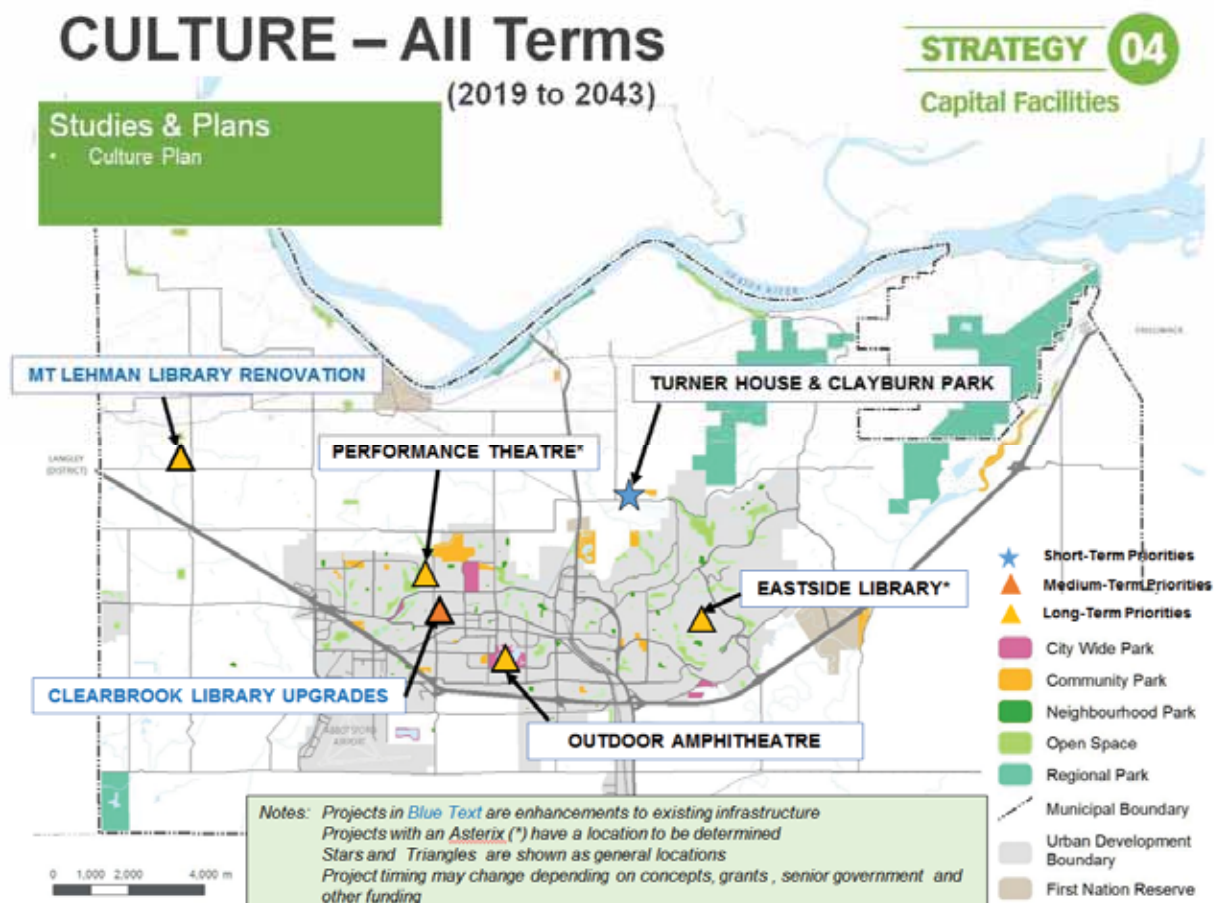 CULTURE – All Terms
(2019 to 2043)
STRATEGY 04
Capital Facilities
Studies & Plans
• Culture Plan
FRASER RIVER
CHILLIWACK
MT LEHMAN LIBRARY RENOVATION
TURNER HOUSE & CLAYBURN PARK
PERFORMANCE THEATRE*
LANGLEY
(DISTRICT)
EASTSIDE LIBRARY*
CLEARBROOK LIBRARY UPGRADES
ABBOTSFORD
AIRPORT
OUTDOOR AMPHITHEATRE
Short-Term Priorities
Medium-Term Priorities
Long-Term Priorities
City Wide Park
Community Park
Neighbourhood Park
Open Space
Regional Park
Municipal Boundary
Urban Development
Boundary
First Nation Reserve
Notes: Projects in Blue Text are enhancements to existing infrastructure
Projects with an Asterix (*) have a location to be determined
Stars and Triangles are shown as general locations
Project timing may change depending on concepts, grants , senior government and
other funding
0 1,000 2,000 4,000 m